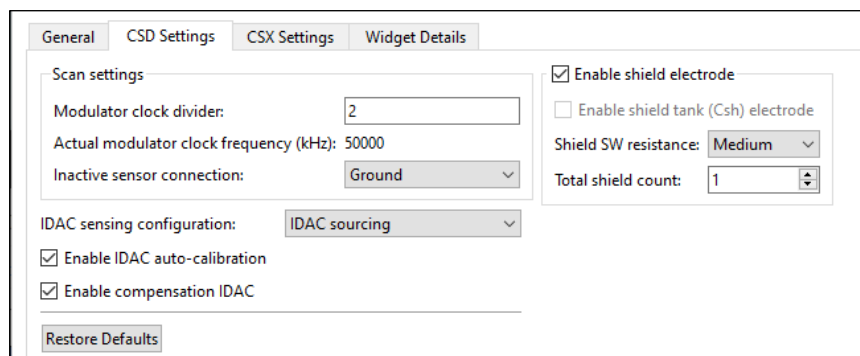 General
CSD Settings
CSX Settings
Widget Details
Scan settings
Modulator clock divider: 2
Actual modulator clock frequency (kHz): 50000
Inactive sensor connection: Ground
IDAC sensing configuration: IDAC sourcing
Enable IDAC auto-calibration
Enable compensation IDAC
Restore Defaults
Enable shield electrode
Enable shield tank (Csh) electrode
Shield SW resistance: Medium
Total shield count: 1